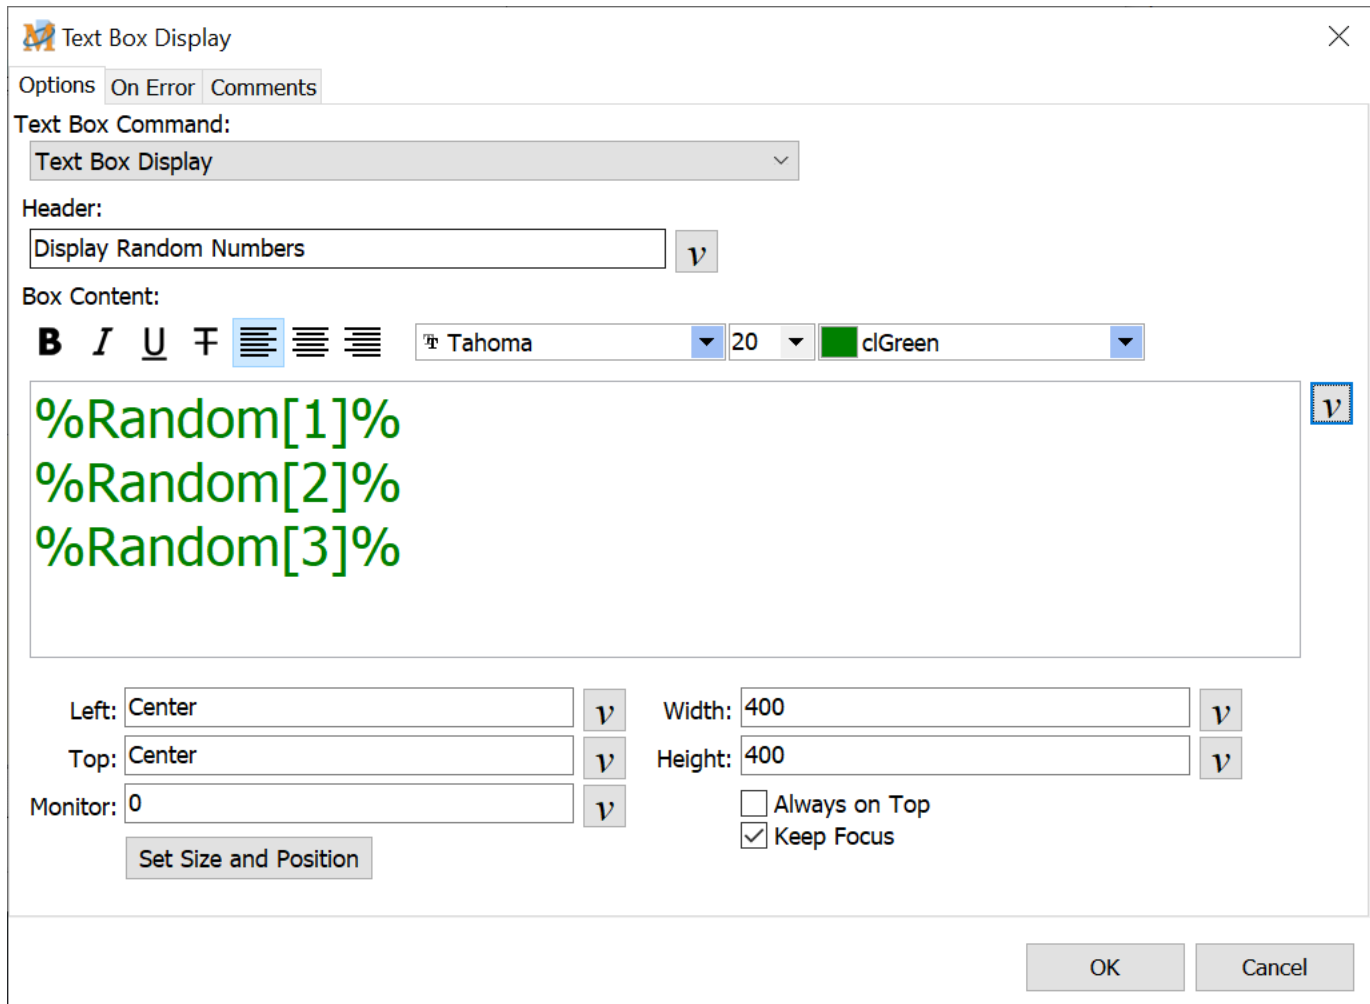 Text Box Display
Options On Error Comments
Text Box Command:
Text Box Display
Header:
Display Random Numbers v
Box Content:
B I U T Tahoma 20 clGreen
%Random[1]% v
%Random[2]%
%Random[3]%
Left: Center v Width: 400 v
Top: Center v Height: 400 v
Monitor: 0 v Always on Top
Keep Focus
Set Size and Position
OK Cancel